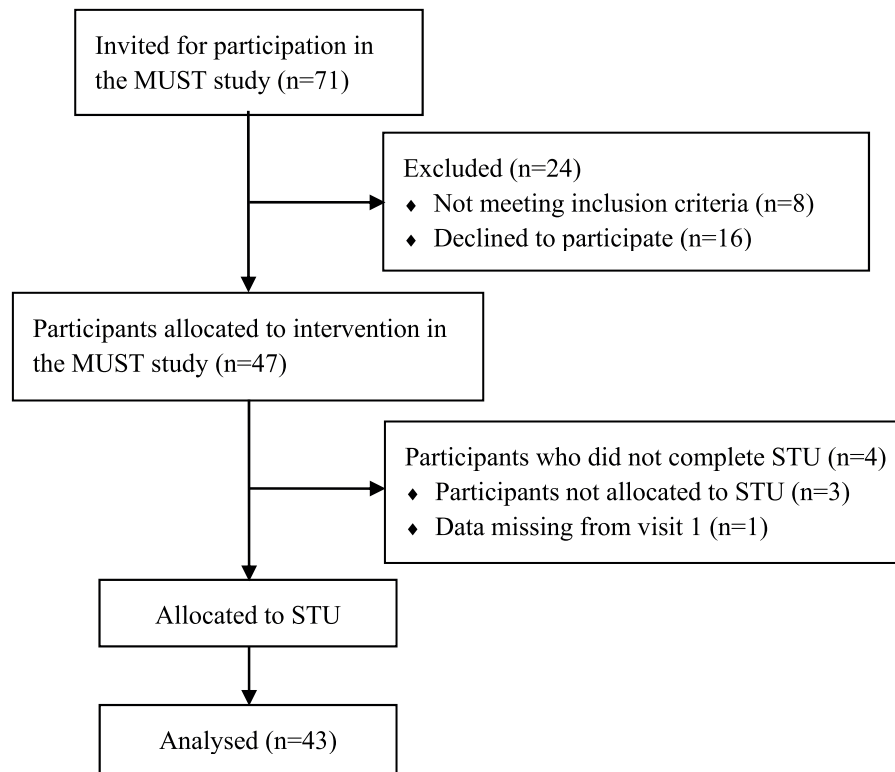 Invited for participation in
the MUST study (n=71)
Excluded (n=24)
♦ Not meeting inclusion criteria (n=8)
♦ Declined to participate (n=16)
Participants allocated to intervention in
the MUST study (n=47)
Participants who did not complete STU (n=4)
♦ Participants not allocated to STU (n=3)
♦ Data missing from visit 1 (n=1)
Allocated to STU
Analysed (n=43)